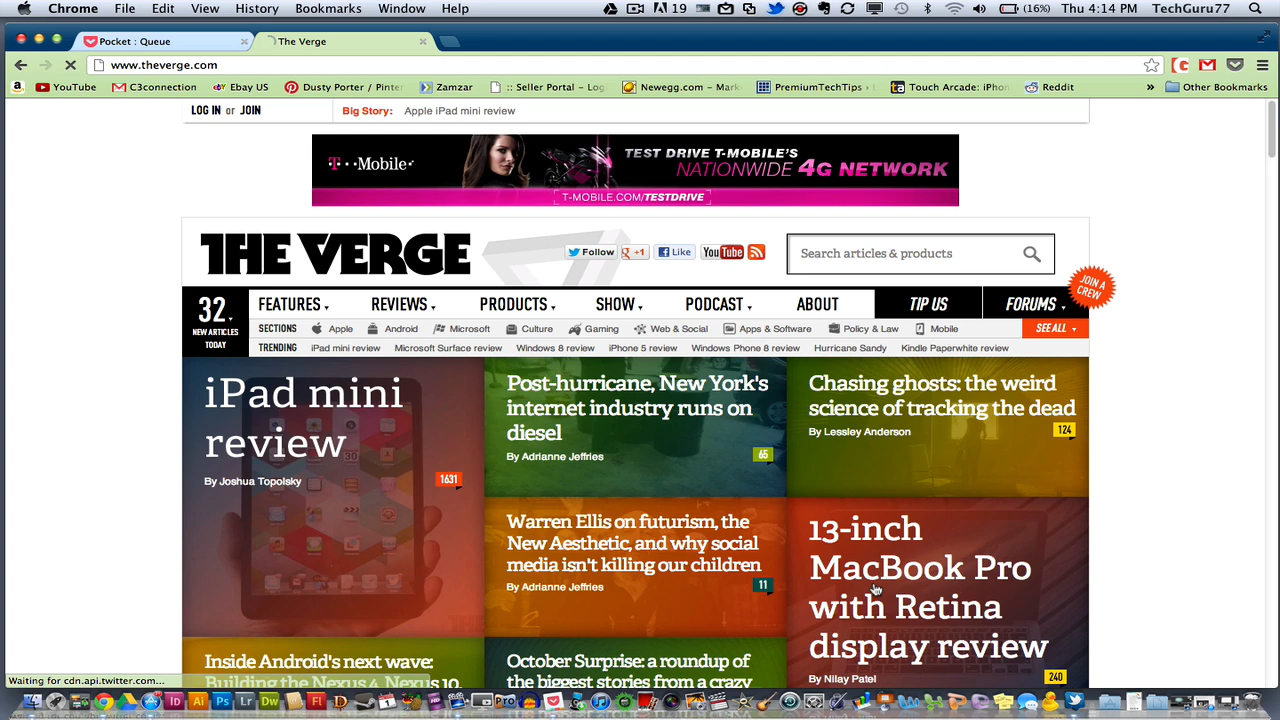 Chrome File Edit View History Bookmarks Window Help 19 (16%) Thu 4:14 PM TechGuru77
Pocket : Queue The Verge
www.theverge.com
YouTube C3connection Ebay US Dusty Porter / Pinter Zamzar :: Seller Portal - Log Newegg.com - Mark PremiumTechTips › Touch Arcade: iPhon Reddit » Other Bookmarks
LOG IN or JOIN Big Story: Apple iPad mini review
T··Mobile· TEST DRIVE T-MOBILE'S
NATIONWIDE 4G NETWORK
T-MOBILE.COM/TESTDRIVE
THE VERGE Follow +1 Like YouTube Search articles & products
JOIN A CREW
32 NEW ARTICLES TODAY
FEATURES REVIEWS PRODUCTS SHOW PODCAST ABOUT TIP US FORUMS
SECTIONS Apple Android Microsoft Culture Gaming Web & Social Apps & Software Policy & Law Mobile SEE ALL
TRENDING iPad mini review Microsoft Surface review Windows 8 review iPhone 5 review Windows Phone 8 review Hurricane Sandy Kindle Paperwhite review
iPad mini
review
By Joshua Topolsky 1631
Post-hurricane, New York's
internet industry runs on
diesel
By Adrianne Jeffries 65
Chasing ghosts: the weird
science of tracking the dead
By Lessley Anderson 124
Warren Ellis on futurism, the
New Aesthetic, and why social
media isn't killing our children
By Adrianne Jeffries 11
13-inch
MacBook Pro
with Retina
display review
By Nilay Patel 240
Inside Android's next wave:
Building the Nexus 4, Nexus 10
October Surprise: a roundup of
the biggest stories from a crazy
Waiting for cdn.api.twitter.com...